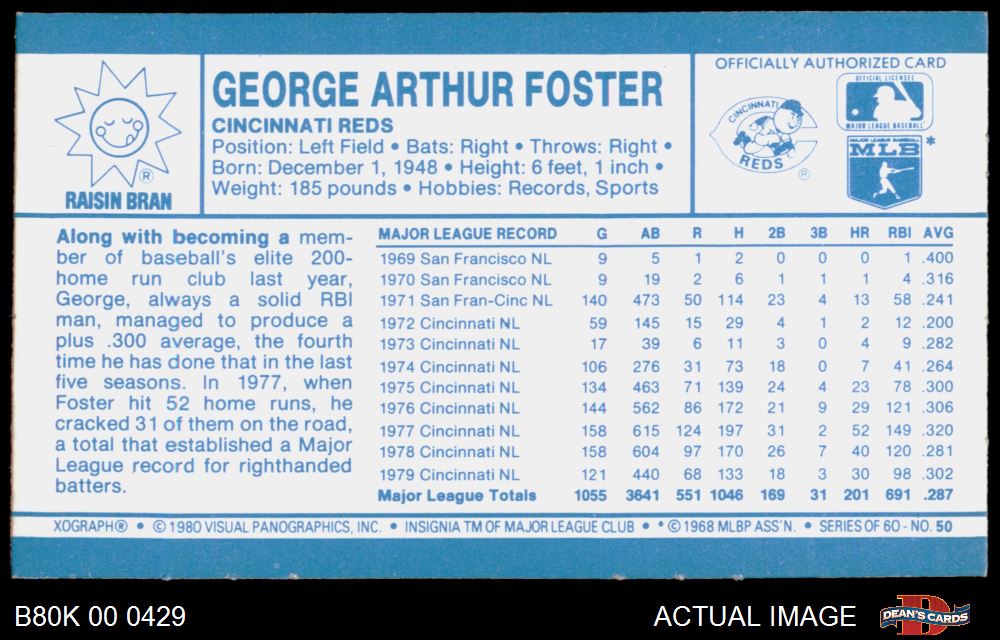 RAISIN BRAN
®
GEORGE ARTHUR FOSTER
CINCINNATI REDS
Position: Left Field • Bats: Right • Throws: Right •
Born: December 1, 1948 • Height: 6 feet, 1 inch •
Weight: 185 pounds • Hobbies: Records, Sports
OFFICIALLY AUTHORIZED CARD
CINCINNATI
REDS
®
OFFICIAL LICENSEE
MAJOR LEAGUE BASEBALL
MAJOR LEAGUE BASEBALL
MLB *
Along with becoming a mem-
ber of baseball's elite 200-
home run club last year,
George, always a solid RBI
man, managed to produce a
plus .300 average, the fourth
time he has done that in the last
five seasons. In 1977, when
Foster hit 52 home runs, he
cracked 31 of them on the road,
a total that established a Major
League record for righthanded
batters.
MAJOR LEAGUE RECORD G AB R H 2B 3B HR RBI AVG
1969 San Francisco NL 9 5 1 2 0 0 0 1 .400
1970 San Francisco NL 9 19 2 6 1 1 1 4 .316
1971 San Fran-Cinc NL 140 473 50 114 23 4 13 58 .241
1972 Cincinnati NL 59 145 15 29 4 1 2 12 .200
1973 Cincinnati NL 17 39 6 11 3 0 4 9 .282
1974 Cincinnati NL 106 276 31 73 18 0 7 41 .264
1975 Cincinnati NL 134 463 71 139 24 4 23 78 .300
1976 Cincinnati NL 144 562 86 172 21 9 29 121 .306
1977 Cincinnati NL 158 615 124 197 31 2 52 149 .320
1978 Cincinnati NL 158 604 97 170 26 7 40 120 .281
1979 Cincinnati NL 121 440 68 133 18 3 30 98 .302
Major League Totals 1055 3641 551 1046 169 31 201 691 .287
XOGRAPH® • © 1980 VISUAL PANOGRAPHICS, INC. • INSIGNIA TM OF MAJOR LEAGUE CLUB • * © 1968 MLBP ASS'N. • SERIES OF 60 - NO. 50
B80K 00 0429
ACTUAL IMAGE
D
DEAN'S CARDS